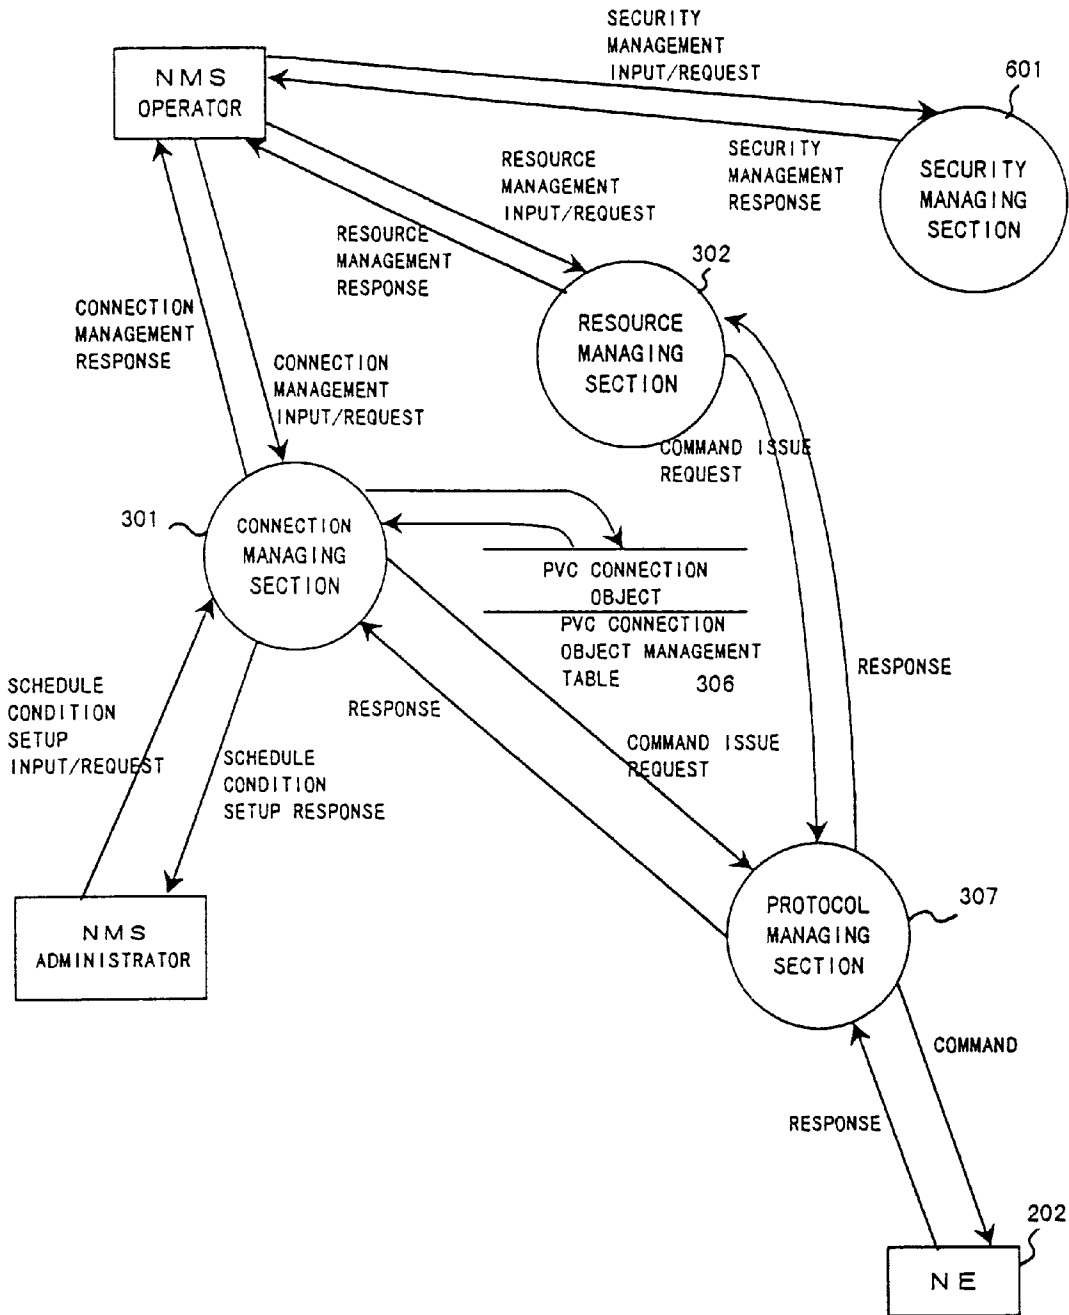 SECURITY
MANAGEMENT
INPUT/REQUEST
NMS
OPERATOR
601
SECURITY
MANAGEMENT
RESPONSE
SECURITY
MANAGING
SECTION
RESOURCE
MANAGEMENT
INPUT/REQUEST
RESOURCE
MANAGEMENT
RESPONSE
302
RESOURCE
MANAGING
SECTION
CONNECTION
MANAGEMENT
RESPONSE
CONNECTION
MANAGEMENT
INPUT/REQUEST
COMMAND ISSUE
REQUEST
301
CONNECTION
MANAGING
SECTION
PVC CONNECTION
OBJECT
PVC CONNECTION
OBJECT MANAGEMENT
TABLE
306
RESPONSE
SCHEDULE
CONDITION
SETUP
INPUT/REQUEST
RESPONSE
COMMAND ISSUE
REQUEST
SCHEDULE
CONDITION
SETUP RESPONSE
NMS
ADMINISTRATOR
PROTOCOL
MANAGING
SECTION
307
COMMAND
RESPONSE
202
NE